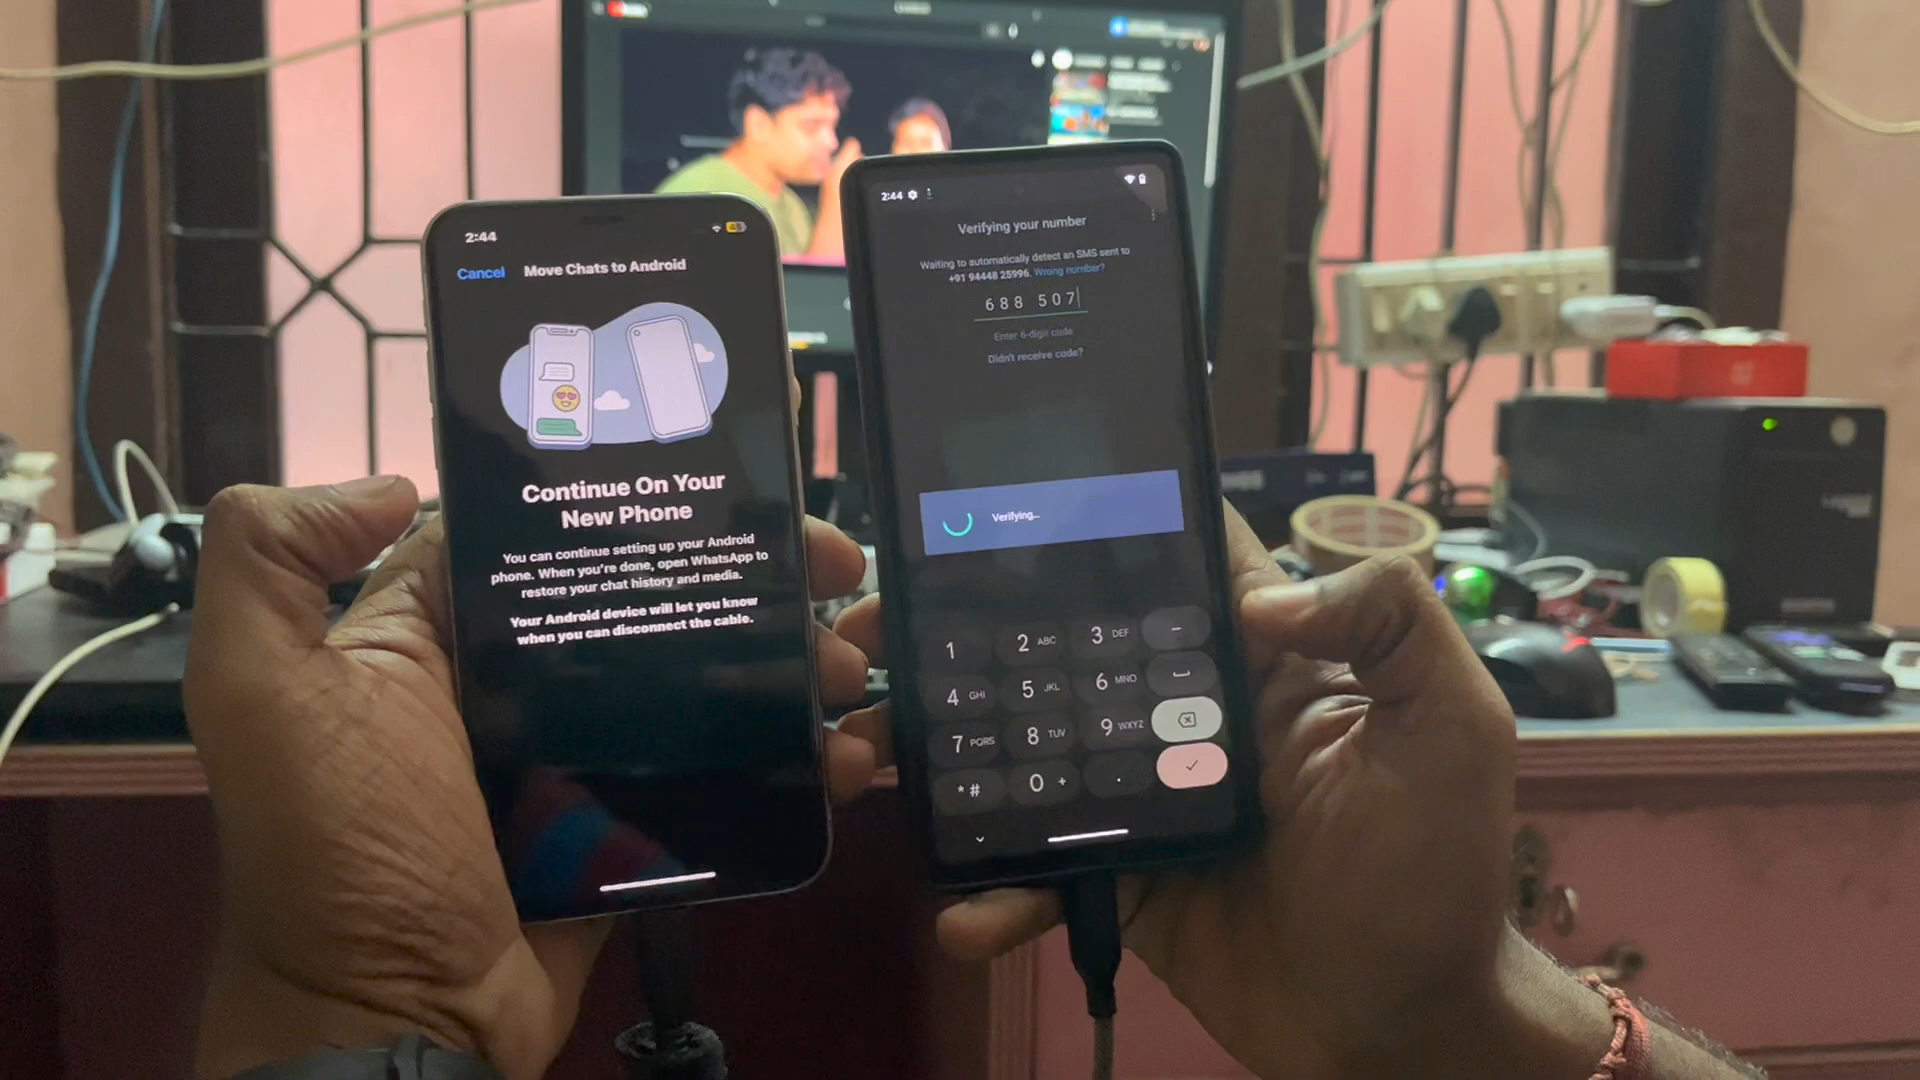 2:44
Cancel
Move Chats to Android
Continue On Your
New Phone
You can continue setting up your Android
phone. When you're done, open WhatsApp to
restore your chat history and media.
Your Android device will let you know
when you can disconnect the cable.
2:44
Verifying your number
Waiting to automatically detect an SMS sent to
+91 94448 25996. Wrong number?
688 507
Enter 6-digit code
Didn't receive code?
Verifying...
1 2 ABC 3 DEF –
4 GHI 5 JKL 6 MNO
7 PQRS 8 TUV 9 WXYZ
*# 0 + .